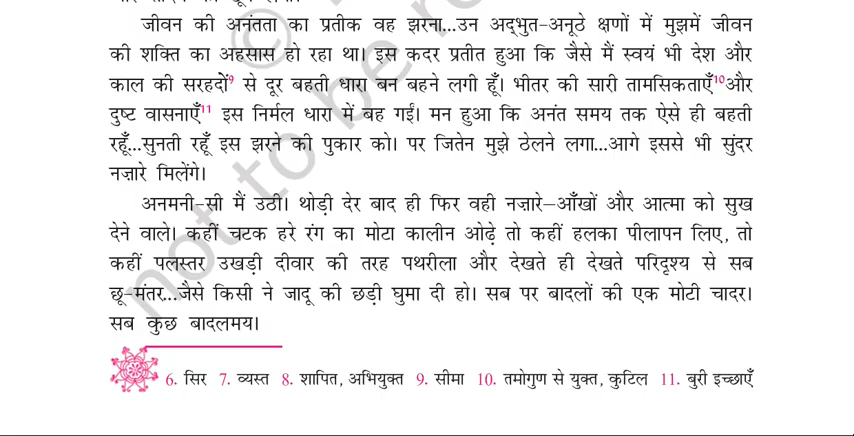 जीवन की अनंतता का प्रतीक वह झरना...उन अद्भुत-अनूठे क्षणों में मुझमें जीवन
की शक्ति का अहसास हो रहा था। इस कदर प्रतीत हुआ कि जैसे मैं स्वयं भी देश और
काल की सरहदों⁹ से दूर बहती धारा बन बहने लगी हूँ। भीतर की सारी तामसिकताएँ¹⁰और
दुष्ट वासनाएँ¹¹ इस निर्मल धारा में बह गईं। मन हुआ कि अनंत समय तक ऐसे ही बहती
रहूँ...सुनती रहूँ इस झरने की पुकार को। पर जितेन मुझे ठेलने लगा...आगे इससे भी सुंदर
नज़ारे मिलेंगे।
अनमनी-सी मैं उठी। थोड़ी देर बाद ही फिर वही नज़ारे—आँखों और आत्मा को सुख
देने वाले। कहीं चटक हरे रंग का मोटा कालीन ओढ़े तो कहीं हलका पीलापन लिए, तो
कहीं पलस्तर उखड़ी दीवार की तरह पथरीला और देखते ही देखते परिदृश्य से सब
छू-मंतर...जैसे किसी ने जादू की छड़ी घुमा दी हो। सब पर बादलों की एक मोटी चादर।
सब कुछ बादलमय।
6. सिर 7. व्यस्त 8. शापित, अभियुक्त 9. सीमा 10. तमोगुण से युक्त, कुटिल 11. बुरी इच्छाएँ
not to be re
©